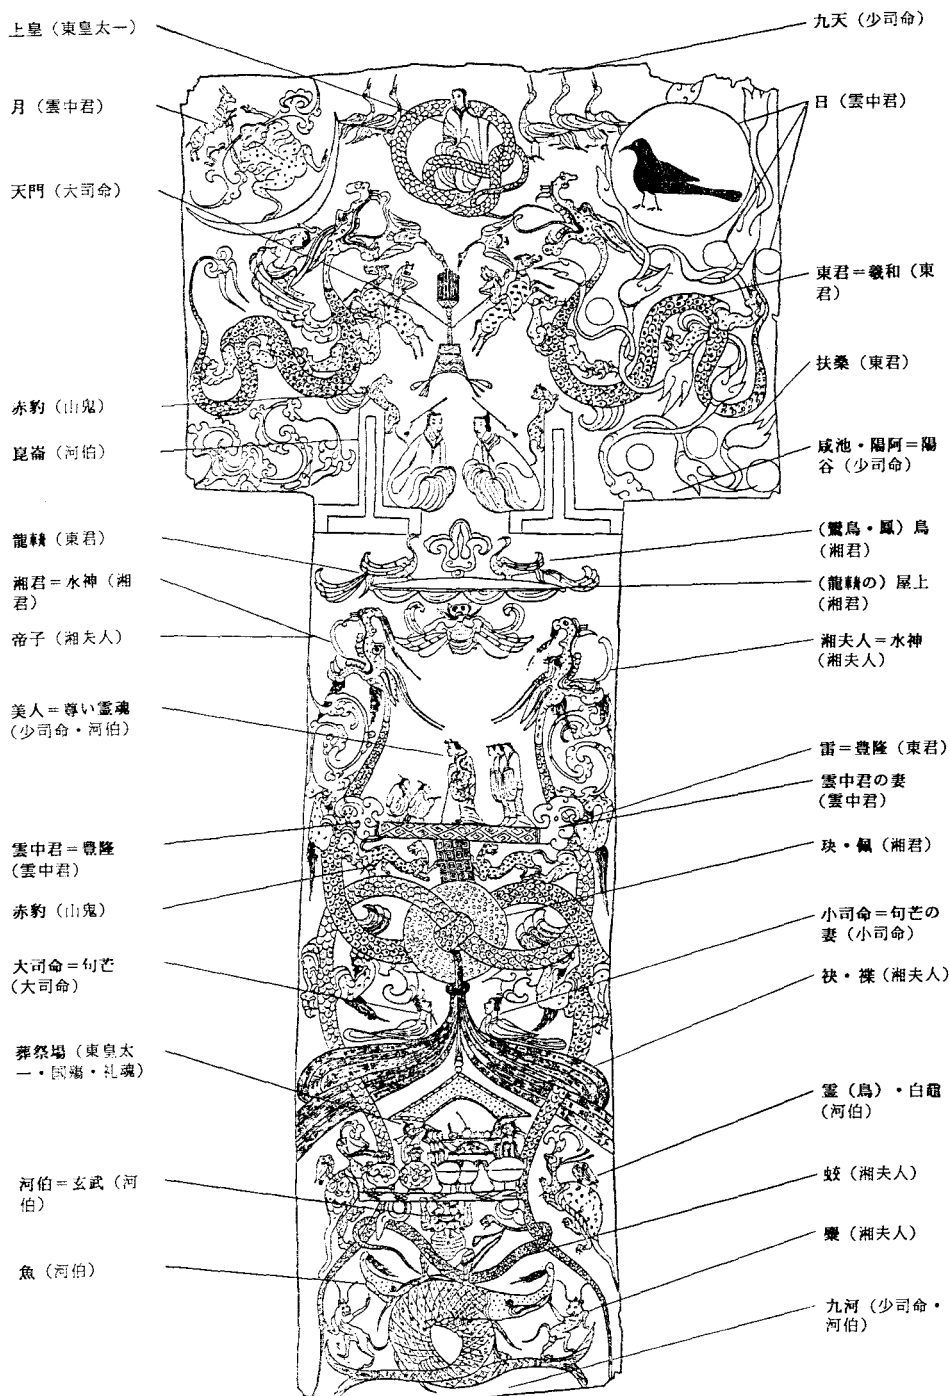 上皇（東皇太一）
月（雲中君）
天門（大司命）
赤豹（山鬼）
崑崙（河伯）
龍輈（東君）
湘君＝水神（湘
君）
帝子（湘夫人）
美人＝尊い霊魂
（少司命・河伯）
雲中君＝豊隆
（雲中君）
赤豹（山鬼）
大司命＝句芒
（大司命）
葬祭場（東皇太
一・国殤・礼魂）
河伯＝玄武（河
伯）
魚（河伯）
九天（少司命）
日（雲中君）
東君＝羲和（東
君）
扶桑（東君）
咸池・陽阿＝陽
谷（少司命）
（鷖鳥・鳳）鳥
（湘君）
（龍輈の）屋上
（湘君）
湘夫人＝水神
（湘夫人）
雷＝豊隆（東君）
雲中君の妻
（雲中君）
玦・佩（湘君）
小司命＝句芒の
妻（小司命）
袂・褋（湘夫人）
霊（鳥）・白黿
（河伯）
蛟（湘夫人）
麋（湘夫人）
九河（少司命・
河伯）